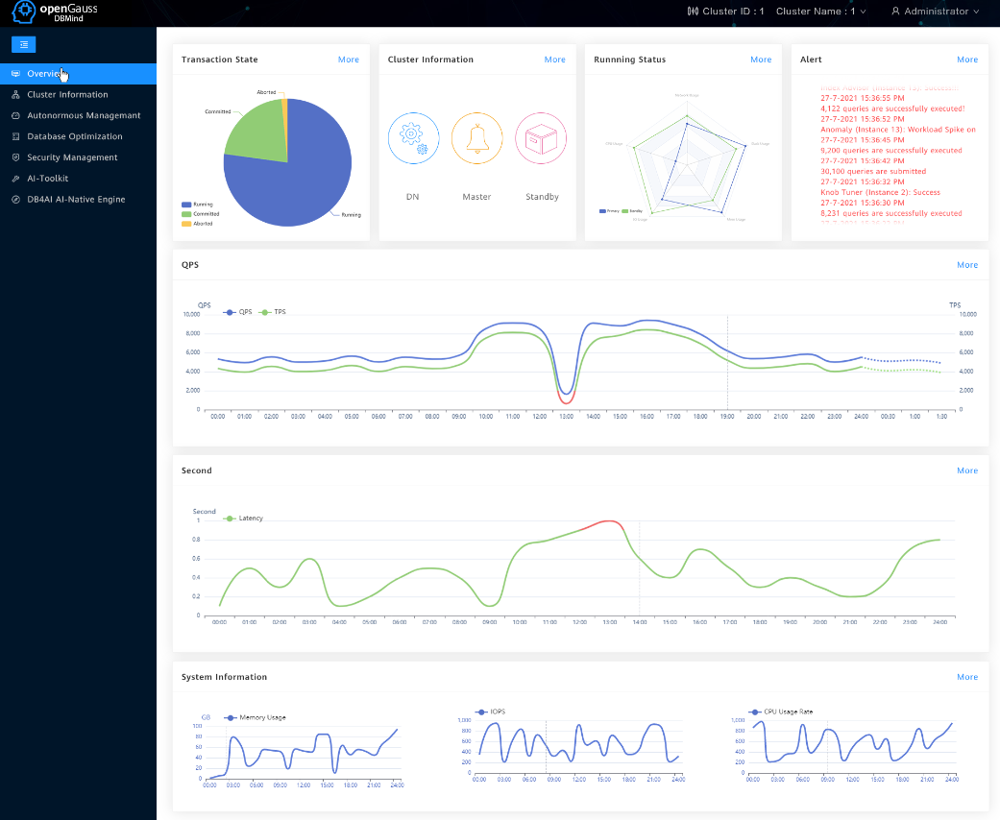 openGauss
DBMind
Cluster ID : 1
Cluster Name : 1
Administrator
Overview
Cluster Information
Autonormous Managemant
Database Optimization
Security Management
AI-Toolkit
DB4AI AI-Native Engine
Transaction State
More
Aborted
Committed
Running
Running
Committed
Aborted
Cluster Information
More
DN
Master
Standby
Runnning Status
More
Primary
Standby
Alert
More
27-7-2021 15:36:55 PM
4,122 queries are successfully executed!
27-7-2021 15:36:52 PM
Anomaly (Instance 13): Workload Spike on
27-7-2021 15:36:45 PM
9,200 queries are successfully executed
27-7-2021 15:36:42 PM
30,100 queries are submitted
27-7-2021 15:36:32 PM
Knob Tuner (Instance 2): Success
27-7-2021 15:36:30 PM
8,231 queries are successfully executed
QPS
More
QPS
QPS TPS
TPS
10,000
8,000
6,000
4,000
2,000
0
10,000
8,000
6,000
4,000
2,000
0
00:00 01:00 02:00 03:00 04:00 05:00 06:00 07:00 08:00 09:00 10:00 11:00 12:00 13:00 14:00 15:00 16:00 17:00 18:00 19:00 20:00 21:00 22:00 23:00 24:00 00:30 1:00 1:30
Second
More
Second
Latency
1
0.8
0.6
0.4
0.2
0
00:00 01:00 02:00 03:00 04:00 05:00 06:00 07:00 08:00 09:00 10:00 11:00 12:00 13:00 14:00 15:00 16:00 17:00 18:00 19:00 20:00 21:00 22:00 23:00 24:00
System Information
More
GB
Memory Usage
100
80
60
40
20
0
00:00 03:00 06:00 09:00 12:00 15:00 18:00 21:00 24:00
IOPS
1,000
800
600
400
200
0
00:00 03:00 06:00 09:00 12:00 15:00 18:00 21:00 24:00
CPU Usage Rate
1,000
800
600
400
200
0
00:00 03:00 06:00 09:00 12:00 15:00 18:00 21:00 24:00